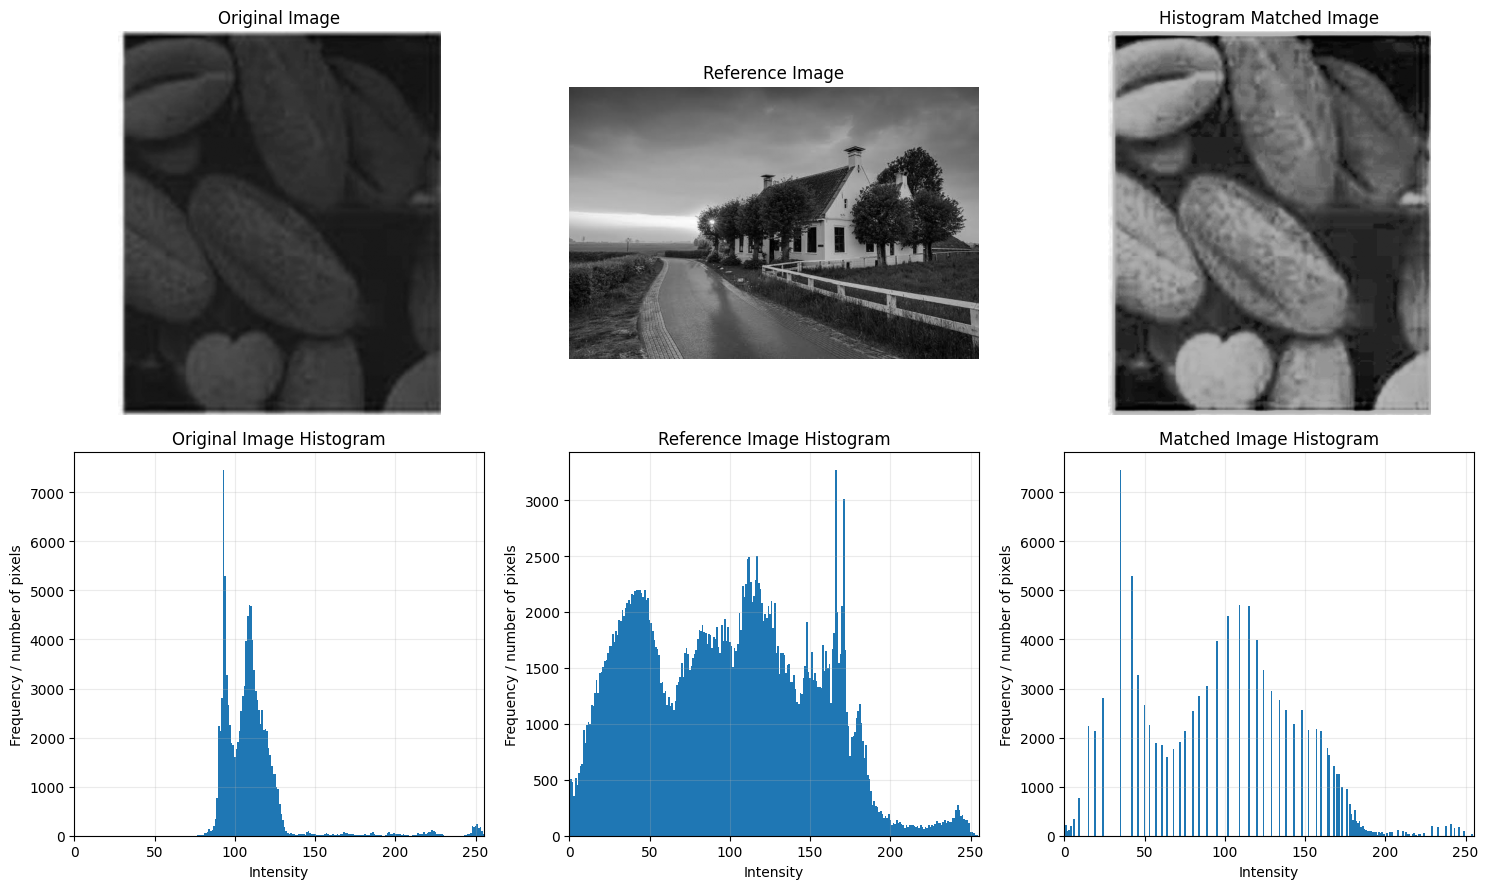 Original Image
Reference Image
Histogram Matched Image
Original Image Histogram
Frequency / number of pixels
7000
6000
5000
4000
3000
2000
1000
0
0 50 100 150 200 250
Intensity
Reference Image Histogram
Frequency / number of pixels
3000
2500
2000
1500
1000
500
0
0 50 100 150 200 250
Intensity
Matched Image Histogram
Frequency / number of pixels
7000
6000
5000
4000
3000
2000
1000
0
0 50 100 150 200 250
Intensity